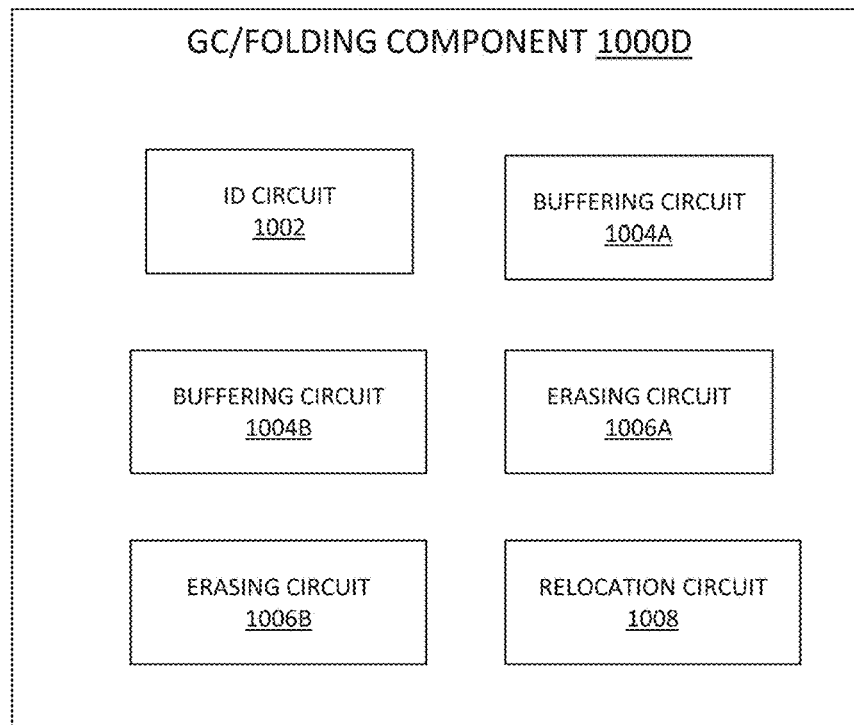 GC/FOLDING COMPONENT 1000D
ID CIRCUIT
1002
BUFFERING CIRCUIT
1004A
BUFFERING CIRCUIT
1004B
ERASING CIRCUIT
1006A
ERASING CIRCUIT
1006B
RELOCATION CIRCUIT
1008